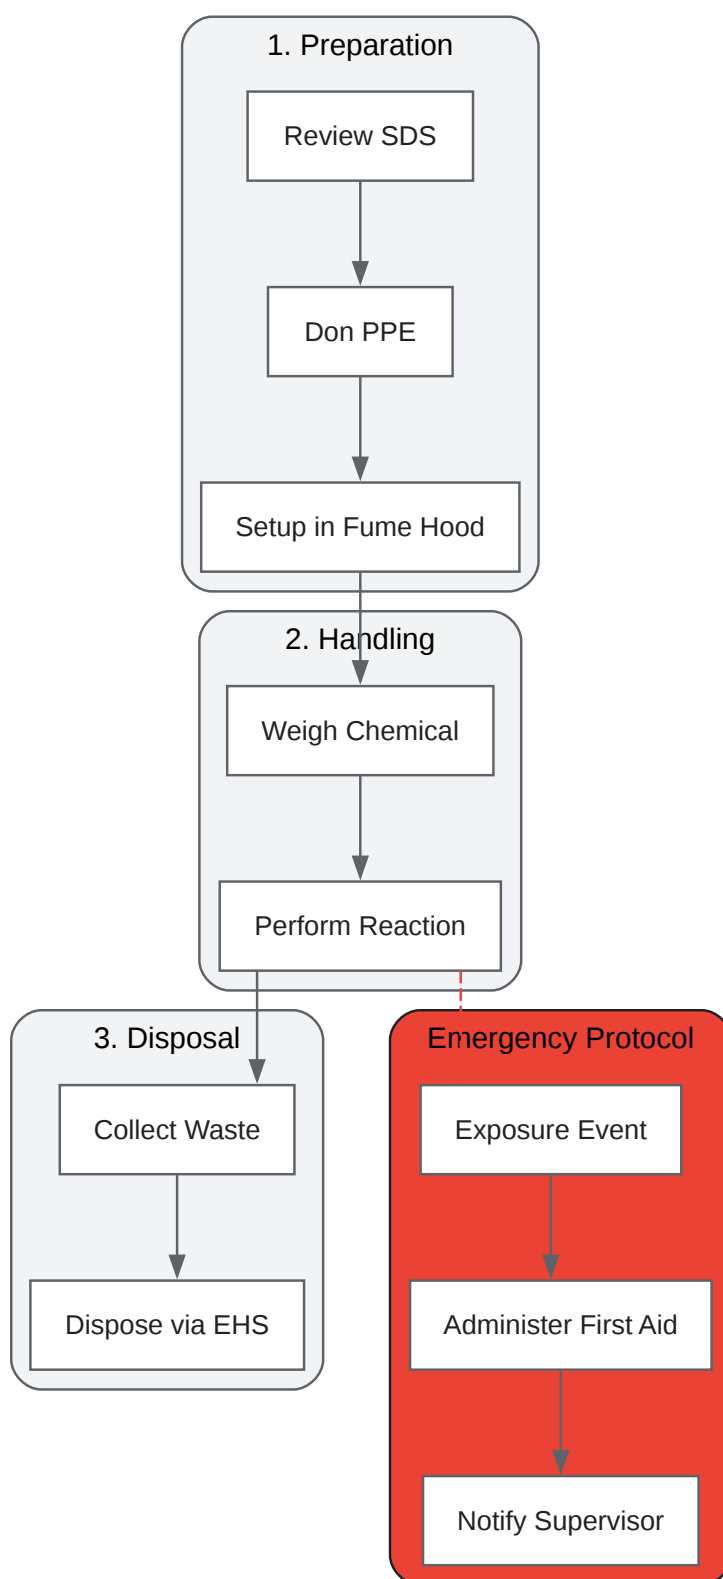 1. Preparation
Review SDS
Don PPE
Setup in Fume Hood
2. Handling
Weigh Chemical
Perform Reaction
3. Disposal
Collect Waste
Dispose via EHS
Emergency Protocol
Exposure Event
Administer First Aid
Notify Supervisor